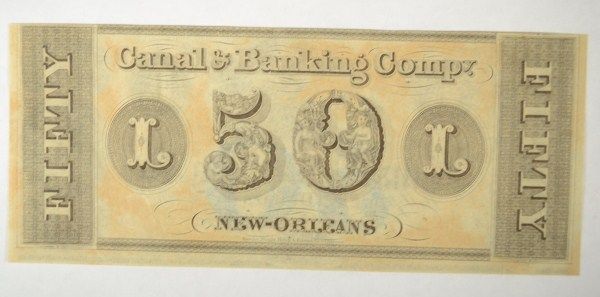 Canal & Banking Compy.
FIFTY
L
50
L
FIFTY
NEW-ORLEANS